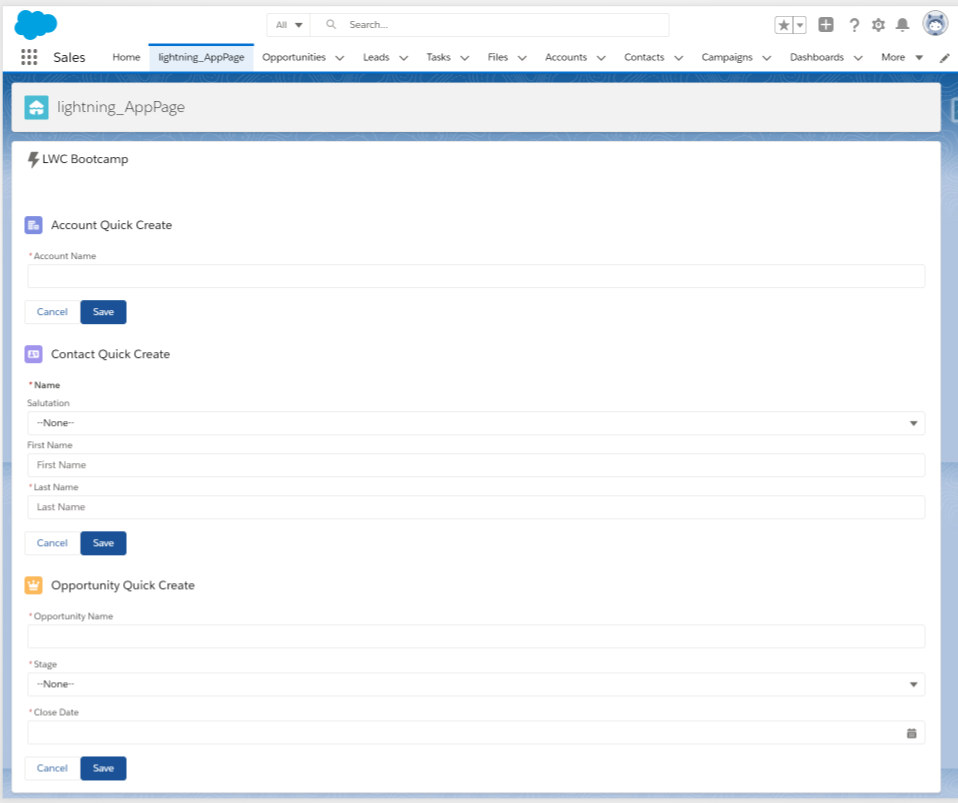 All Search...
Sales Home lightning_AppPage Opportunities Leads Tasks Files Accounts Contacts Campaigns Dashboards More
lightning_AppPage
LWC Bootcamp
Account Quick Create
*Account Name
Cancel Save
Contact Quick Create
*Name
Salutation
--None--
First Name
First Name
*Last Name
Last Name
Cancel Save
Opportunity Quick Create
*Opportunity Name
*Stage
--None--
*Close Date
Cancel Save